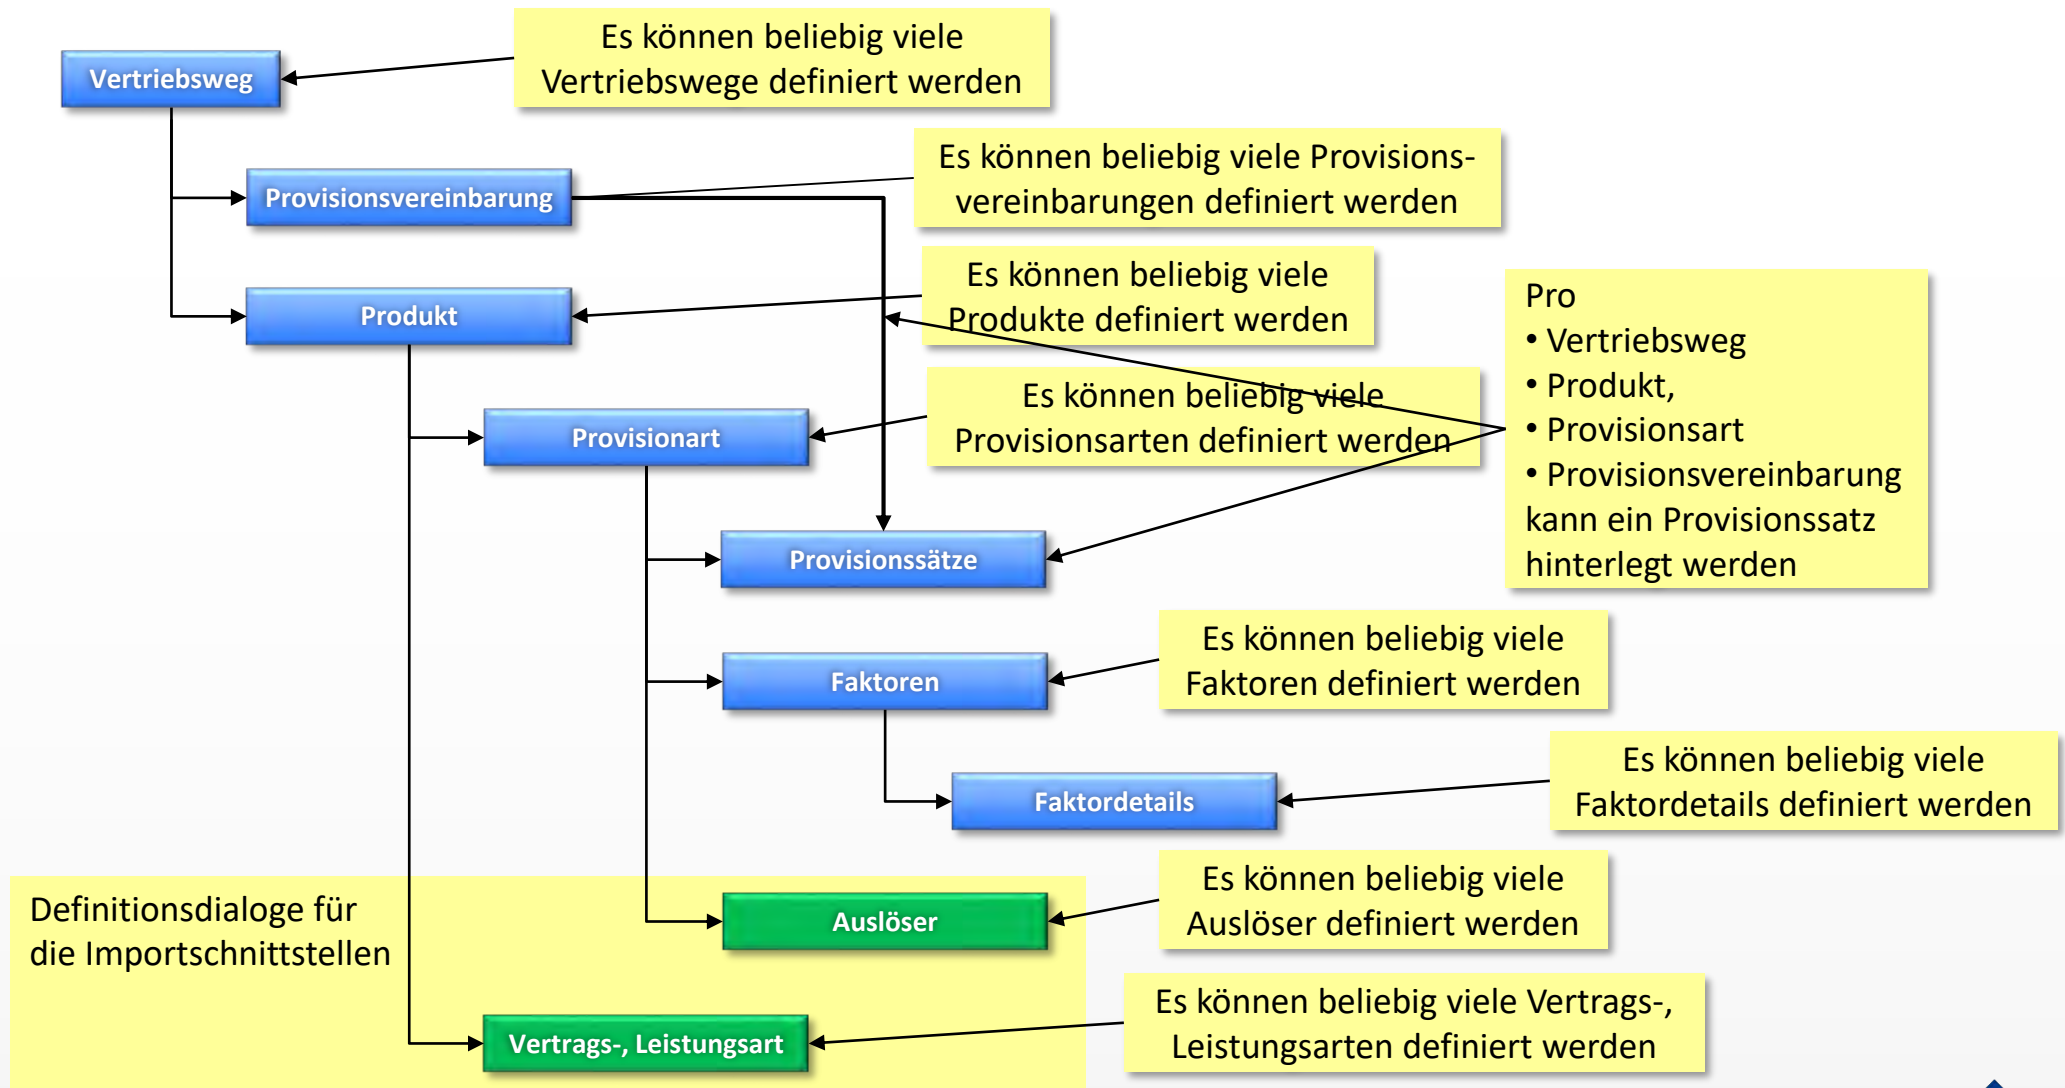 Es können beliebig viele
Vertriebswege definiert werden
Vertriebsweg
Es können beliebig viele Provisions-
vereinbarungen definiert werden
Provisionsvereinbarung
Es können beliebig viele
Produkte definiert werden
Produkt
Pro
• Vertriebsweg
• Produkt,
• Provisionsart
• Provisionsvereinbarung
kann ein Provisionssatz
hinterlegt werden
Es können beliebig viele
Provisionsarten definiert werden
Provisionart
Provisionssätze
Es können beliebig viele
Faktoren definiert werden
Faktoren
Es können beliebig viele
Faktordetails definiert werden
Faktordetails
Es können beliebig viele
Auslöser definiert werden
Auslöser
Definitionsdialoge für
die Importschnittstellen
Es können beliebig viele Vertrags-,
Leistungsarten definiert werden
Vertrags-, Leistungsart